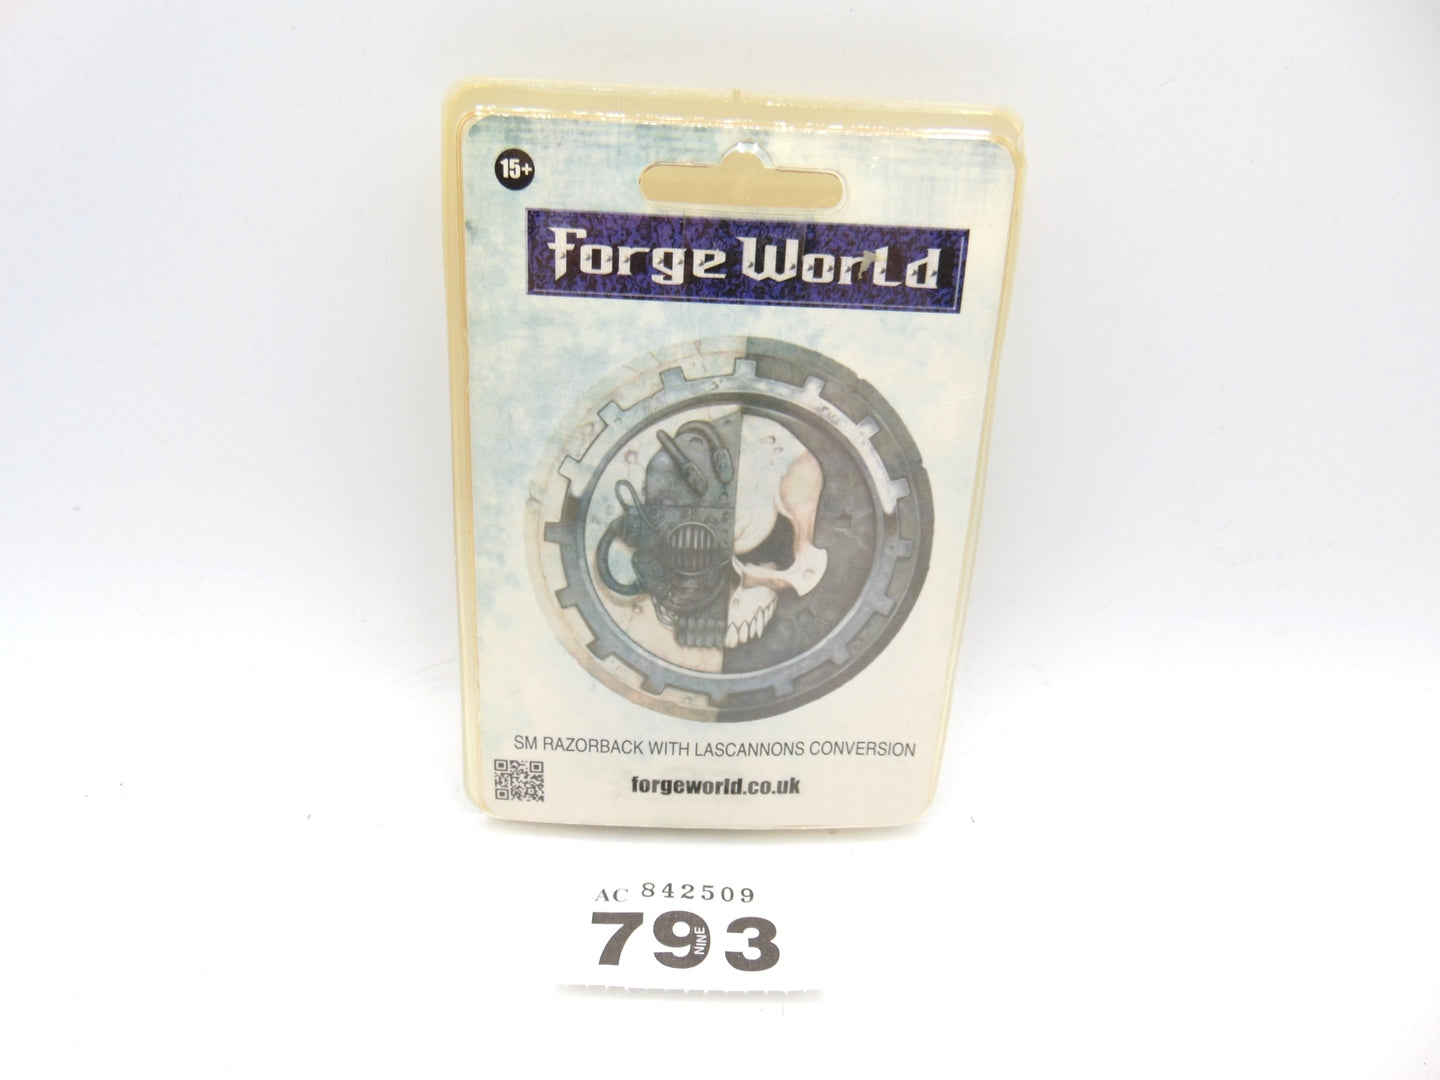 15+
Forge World
SM RAZORBACK WITH LASCANNONS CONVERSION
forgeworld.co.uk
AC 842509
793
NINE